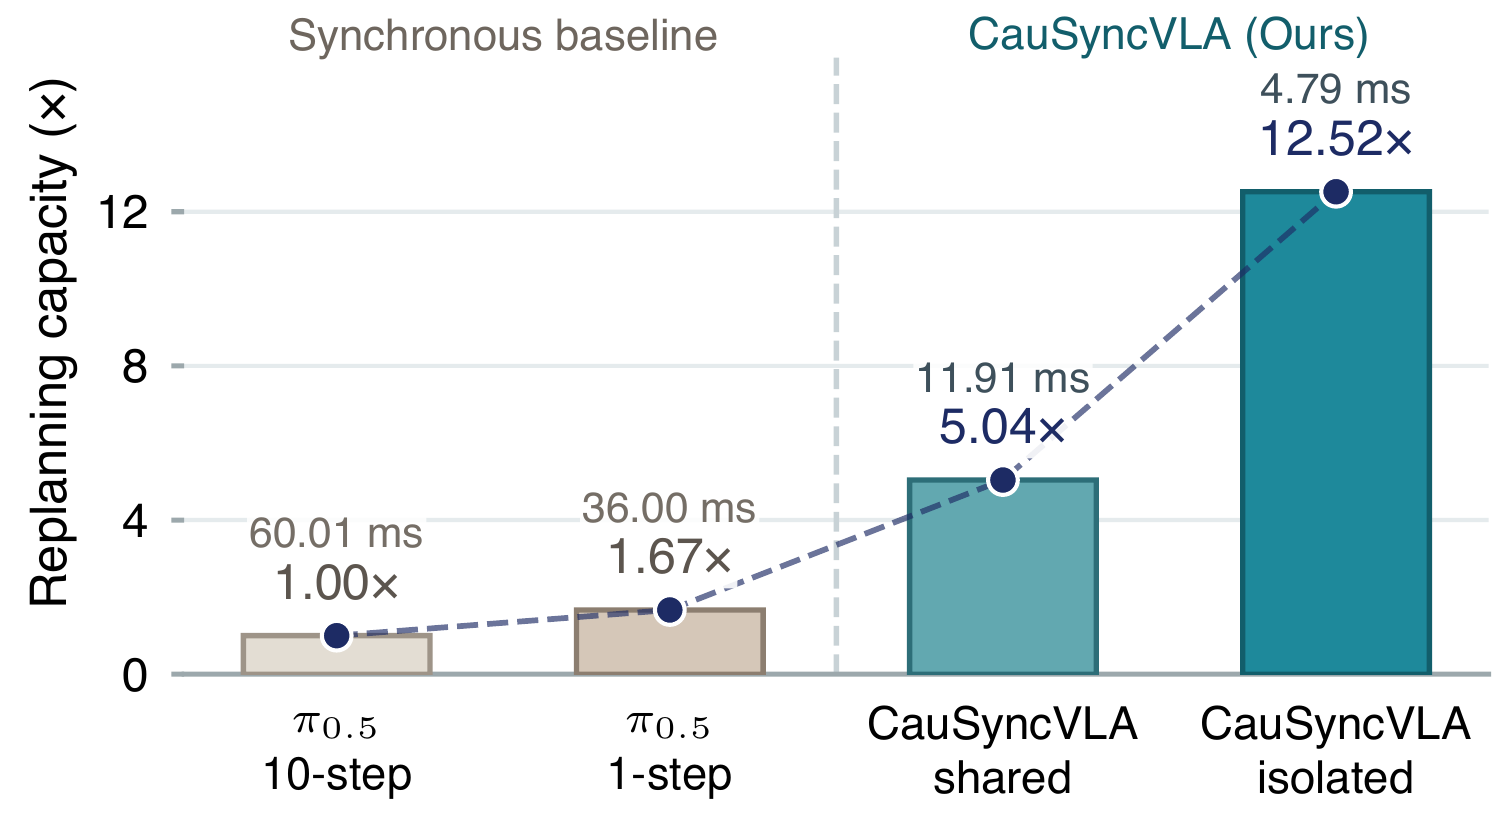 Synchronous baseline
CauSyncVLA (Ours)
Replanning capacity (×)
12
8
4
0
60.01 ms
1.00×
36.00 ms
1.67×
11.91 ms
5.04×
4.79 ms
12.52×
π0.5
10-step
π0.5
1-step
CauSyncVLA
shared
CauSyncVLA
isolated